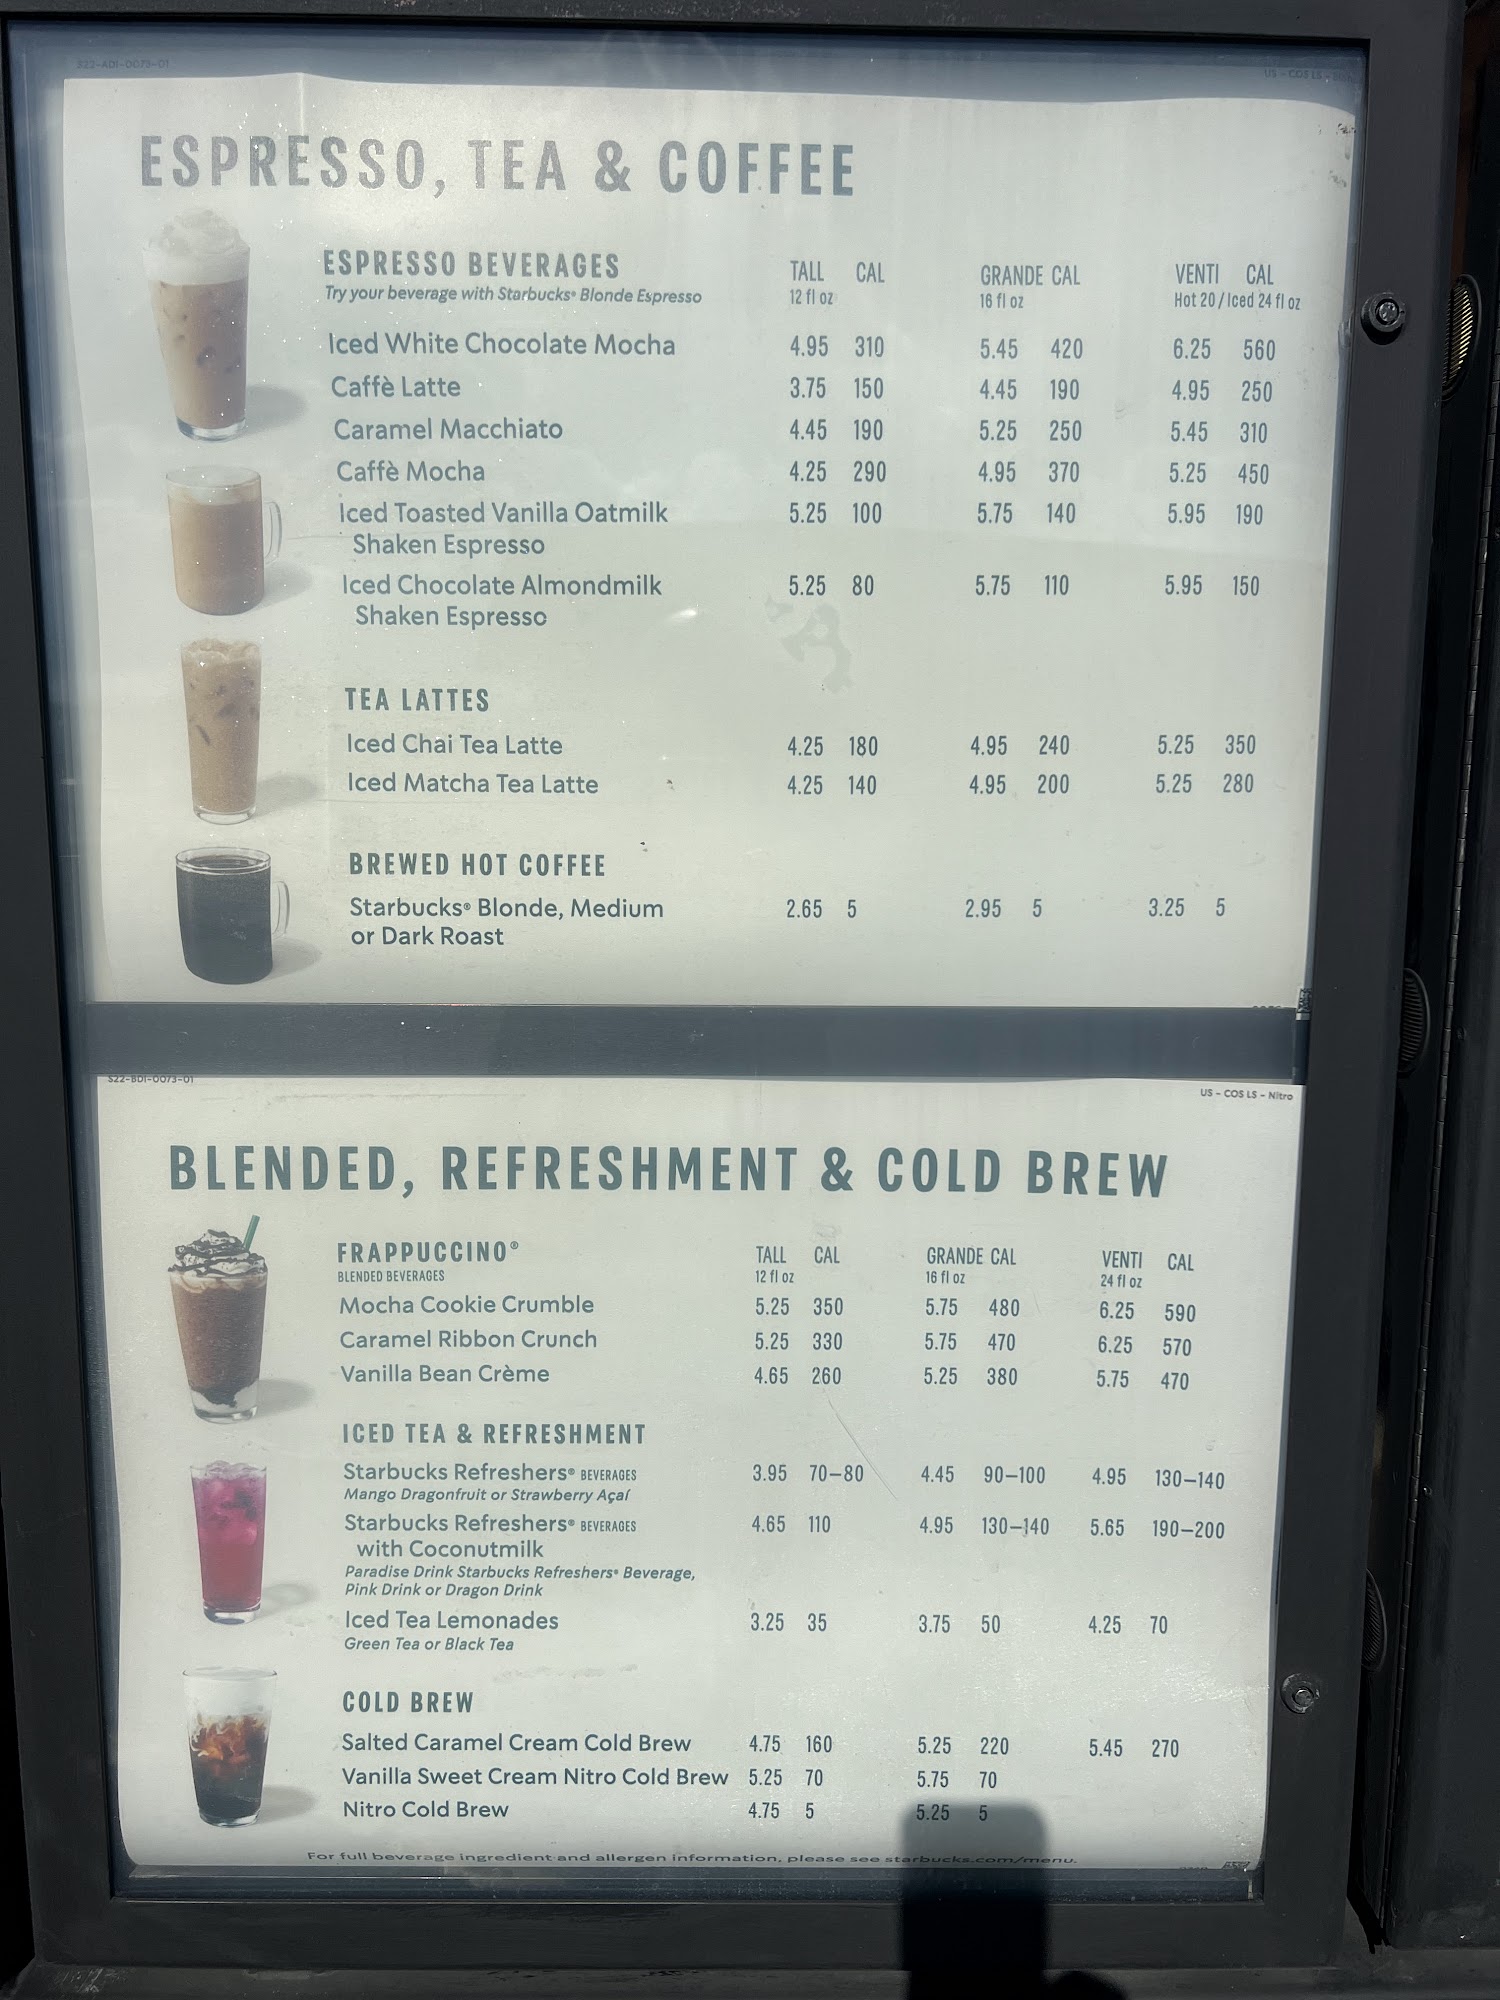 S22-ADI-0073-01
ESPRESSO, TEA & COFFEE
ESPRESSO BEVERAGES TALL CAL GRANDE CAL VENTI CAL
Try your beverage with Starbucks® Blonde Espresso 12 fl oz 16 fl oz Hot 20 / Iced 24 fl oz
Iced White Chocolate Mocha 4.95 310 5.45 420 6.25 560
Caffè Latte 3.75 150 4.45 190 4.95 250
Caramel Macchiato 4.45 190 5.25 250 5.45 310
Caffè Mocha 4.25 290 4.95 370 5.25 450
Iced Toasted Vanilla Oatmilk 5.25 100 5.75 140 5.95 190
Shaken Espresso
Iced Chocolate Almondmilk 5.25 80 5.75 110 5.95 150
Shaken Espresso
TEA LATTES
Iced Chai Tea Latte 4.25 180 4.95 240 5.25 350
Iced Matcha Tea Latte 4.25 140 4.95 200 5.25 280
BREWED HOT COFFEE
Starbucks® Blonde, Medium 2.65 5 2.95 5 3.25 5
or Dark Roast
S22-BDI-0073-01
US - COS LS - Nitro
BLENDED, REFRESHMENT & COLD BREW
FRAPPUCCINO® TALL CAL GRANDE CAL VENTI CAL
BLENDED BEVERAGES 12 fl oz 16 fl oz 24 fl oz
Mocha Cookie Crumble 5.25 350 5.75 480 6.25 590
Caramel Ribbon Crunch 5.25 330 5.75 470 6.25 570
Vanilla Bean Crème 4.65 260 5.25 380 5.75 470
ICED TEA & REFRESHMENT
Starbucks Refreshers® BEVERAGES 3.95 70–80 4.45 90–100 4.95 130–140
Mango Dragonfruit or Strawberry Açaí
Starbucks Refreshers® BEVERAGES 4.65 110 4.95 130–140 5.65 190–200
with Coconutmilk
Paradise Drink Starbucks Refreshers® Beverage,
Pink Drink or Dragon Drink
Iced Tea Lemonades 3.25 35 3.75 50 4.25 70
Green Tea or Black Tea
COLD BREW
Salted Caramel Cream Cold Brew 4.75 160 5.25 220 5.45 270
Vanilla Sweet Cream Nitro Cold Brew 5.25 70 5.75 70
Nitro Cold Brew 4.75 5 5.25 5
For full beverage ingredient and allergen information, please see starbucks.com/menu.